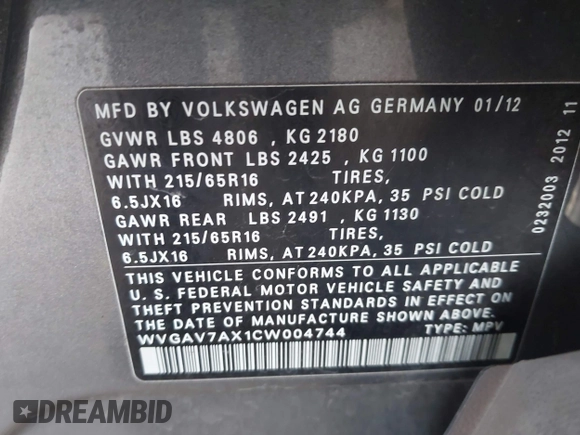 MFD BY VOLKSWAGEN AG GERMANY 01/12
GVWR LBS 4806 , KG 2180
GAWR FRONT LBS 2425 , KG 1100
WITH 215/65R16 TIRES,
6.5JX16 RIMS, AT 240KPA, 35 PSI COLD
GAWR REAR LBS 2491 , KG 1130
WITH 215/65R16 TIRES,
6.5JX16 RIMS, AT 240KPA, 35 PSI COLD
THIS VEHICLE CONFORMS TO ALL APPLICABLE
U. S. FEDERAL MOTOR VEHICLE SAFETY AND
THEFT PREVENTION STANDARDS IN EFFECT ON
THE DATE OF MANUFACTURE SHOWN ABOVE
WVGAV7AX1CW004744 TYPE: MPV
0232003 2012 11
DREAMBID